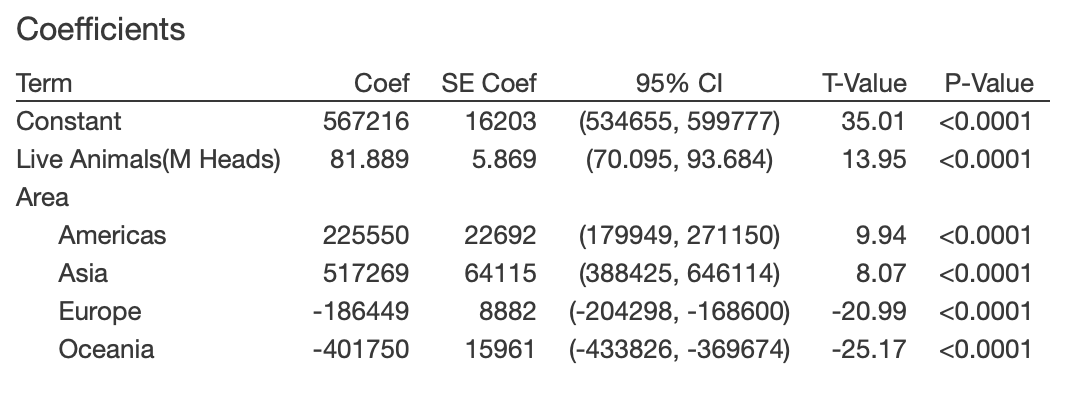 Coefficients
Term Coef SE Coef 95% CI T-Value P-Value
Constant 567216 16203 (534655, 599777) 35.01 <0.0001
Live Animals(M Heads) 81.889 5.869 (70.095, 93.684) 13.95 <0.0001
Area
Americas 225550 22692 (179949, 271150) 9.94 <0.0001
Asia 517269 64115 (388425, 646114) 8.07 <0.0001
Europe -186449 8882 (-204298, -168600) -20.99 <0.0001
Oceania -401750 15961 (-433826, -369674) -25.17 <0.0001